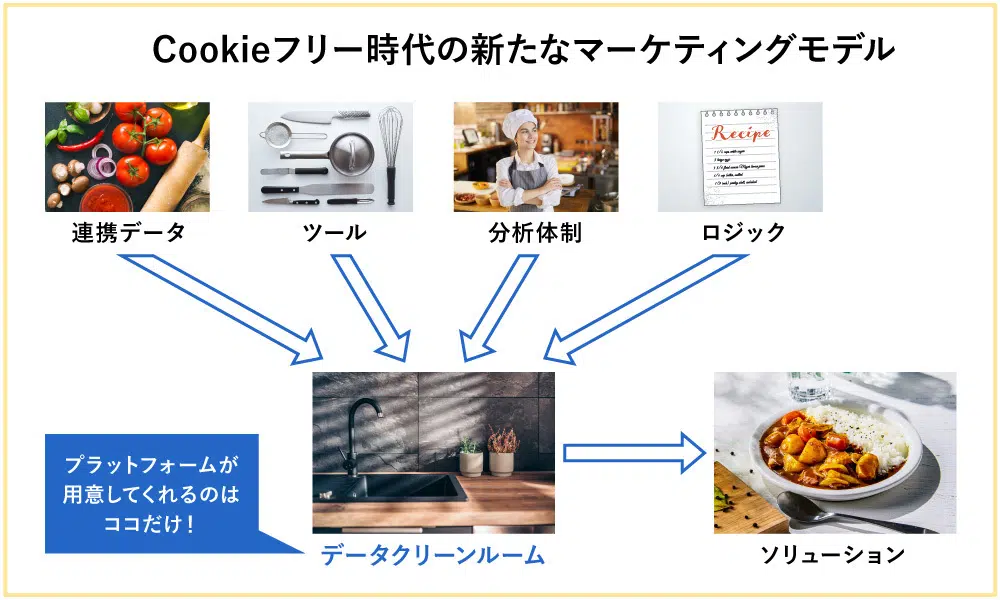 Cookieフリー時代の新たなマーケティングモデル
Recipe
連携データ
ツール
分析体制
ロジック
プラットフォームが
用意してくれるのは
ココだけ！
データクリーンルーム
ソリューション